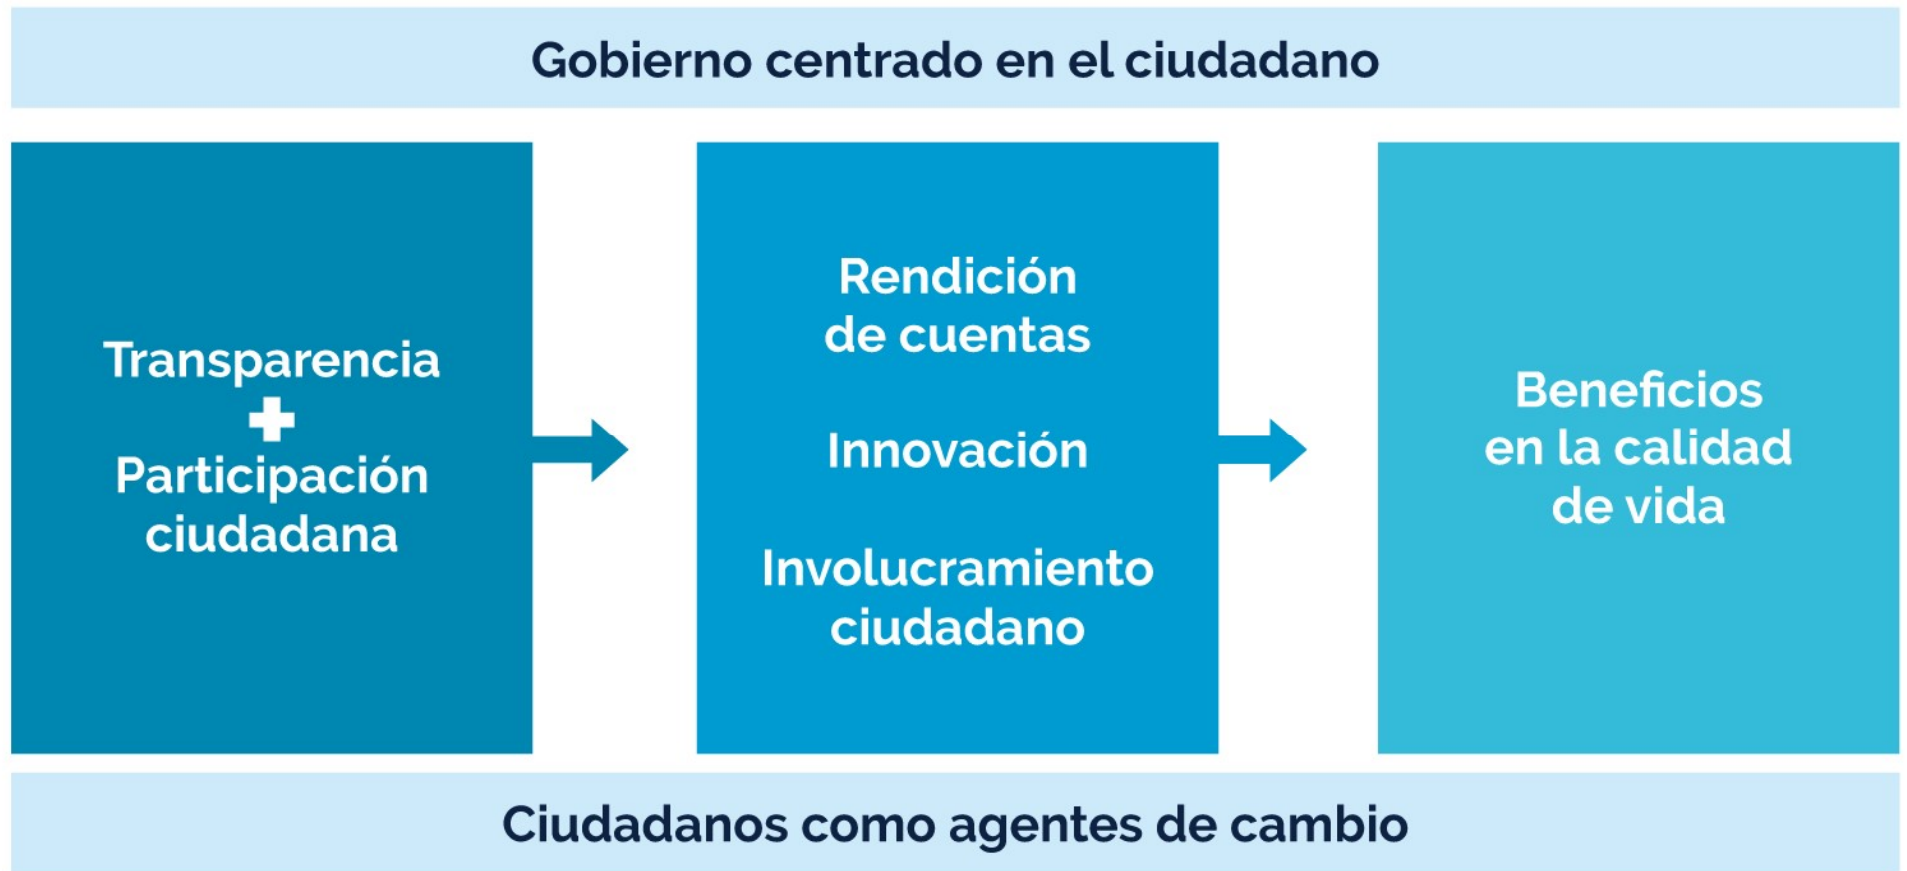 Gobierno centrado en el ciudadano
Transparencia
+
Participación
ciudadana
Rendición
de cuentas
Innovación
Involucramiento
ciudadano
Beneficios
en la calidad
de vida
Ciudadanos como agentes de cambio